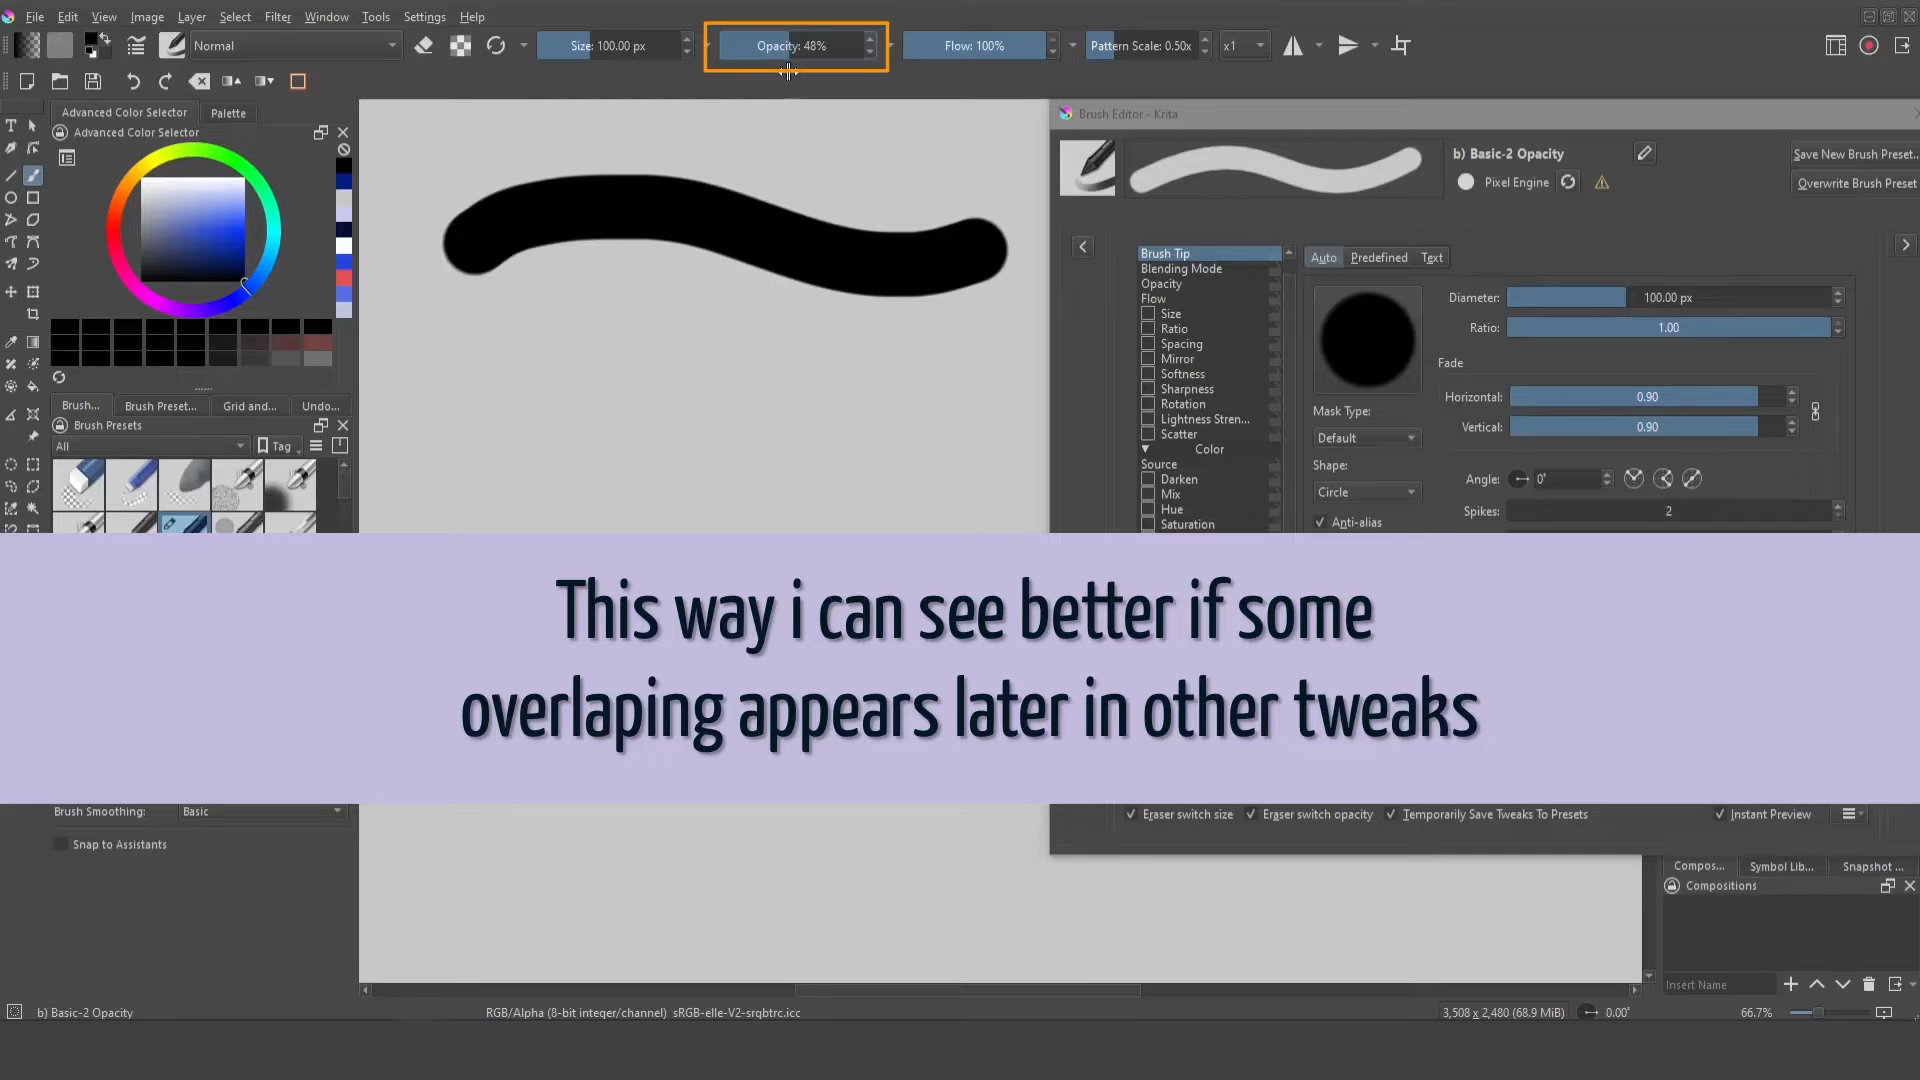 File Edit View Image Layer Select Filter Window Tools Settings Help
Normal
Size: 100.00 px
Opacity: 48%
Flow: 100%
Pattern Scale: 0.50x
x1
Advanced Color Selector Palette
Advanced Color Selector
Brush Editor - Krita
b) Basic-2 Opacity
Pixel Engine
Save New Brush Preset...
Overwrite Brush Preset
Brush Tip
Blending Mode
Opacity
Flow
Size
Ratio
Spacing
Mirror
Softness
Sharpness
Rotation
Lightness Stren...
Scatter
Color
Source
Darken
Mix
Hue
Saturation
Auto Predefined Text
Diameter: 100.00 px
Ratio: 1.00
Fade
Horizontal: 0.90
Vertical: 0.90
Mask Type:
Default
Shape:
Circle
Anti-alias
Angle: 0°
Spikes: 2
Brush... Brush Preset... Grid and... Undo...
Brush Presets
All
Tag
This way i can see better if some
overlaping appears later in other tweaks
Brush Smoothing: Basic
Snap to Assistants
Eraser switch size Eraser switch opacity Temporarily Save Tweaks To Presets Instant Preview
Compos... Symbol Lib... Snapshot ...
Compositions
Insert Name
b) Basic-2 Opacity
RGB/Alpha (8-bit integer/channel) sRGB-elle-V2-srgbtrc.icc
3,508 x 2,480 (68.9 MiB)
0.00°
66.7%